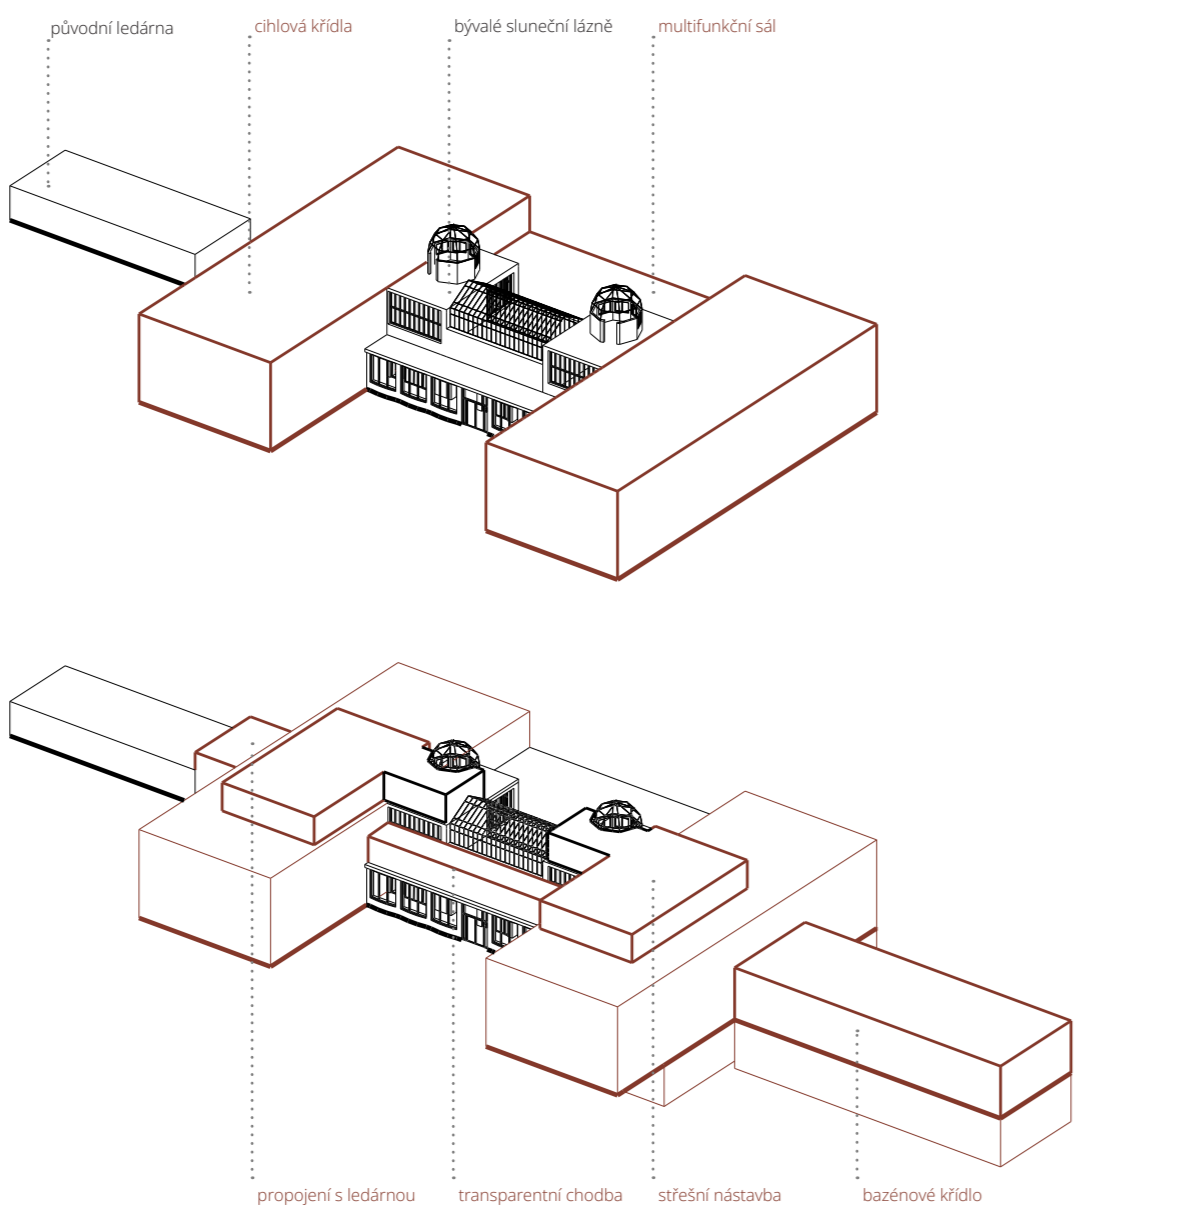 původní ledárna
cihlová křídla
bývalé sluneční lázně
multifunkční sál
propojení s ledárnou
transparentní chodba
střešní nástavba
bazénové křídlo